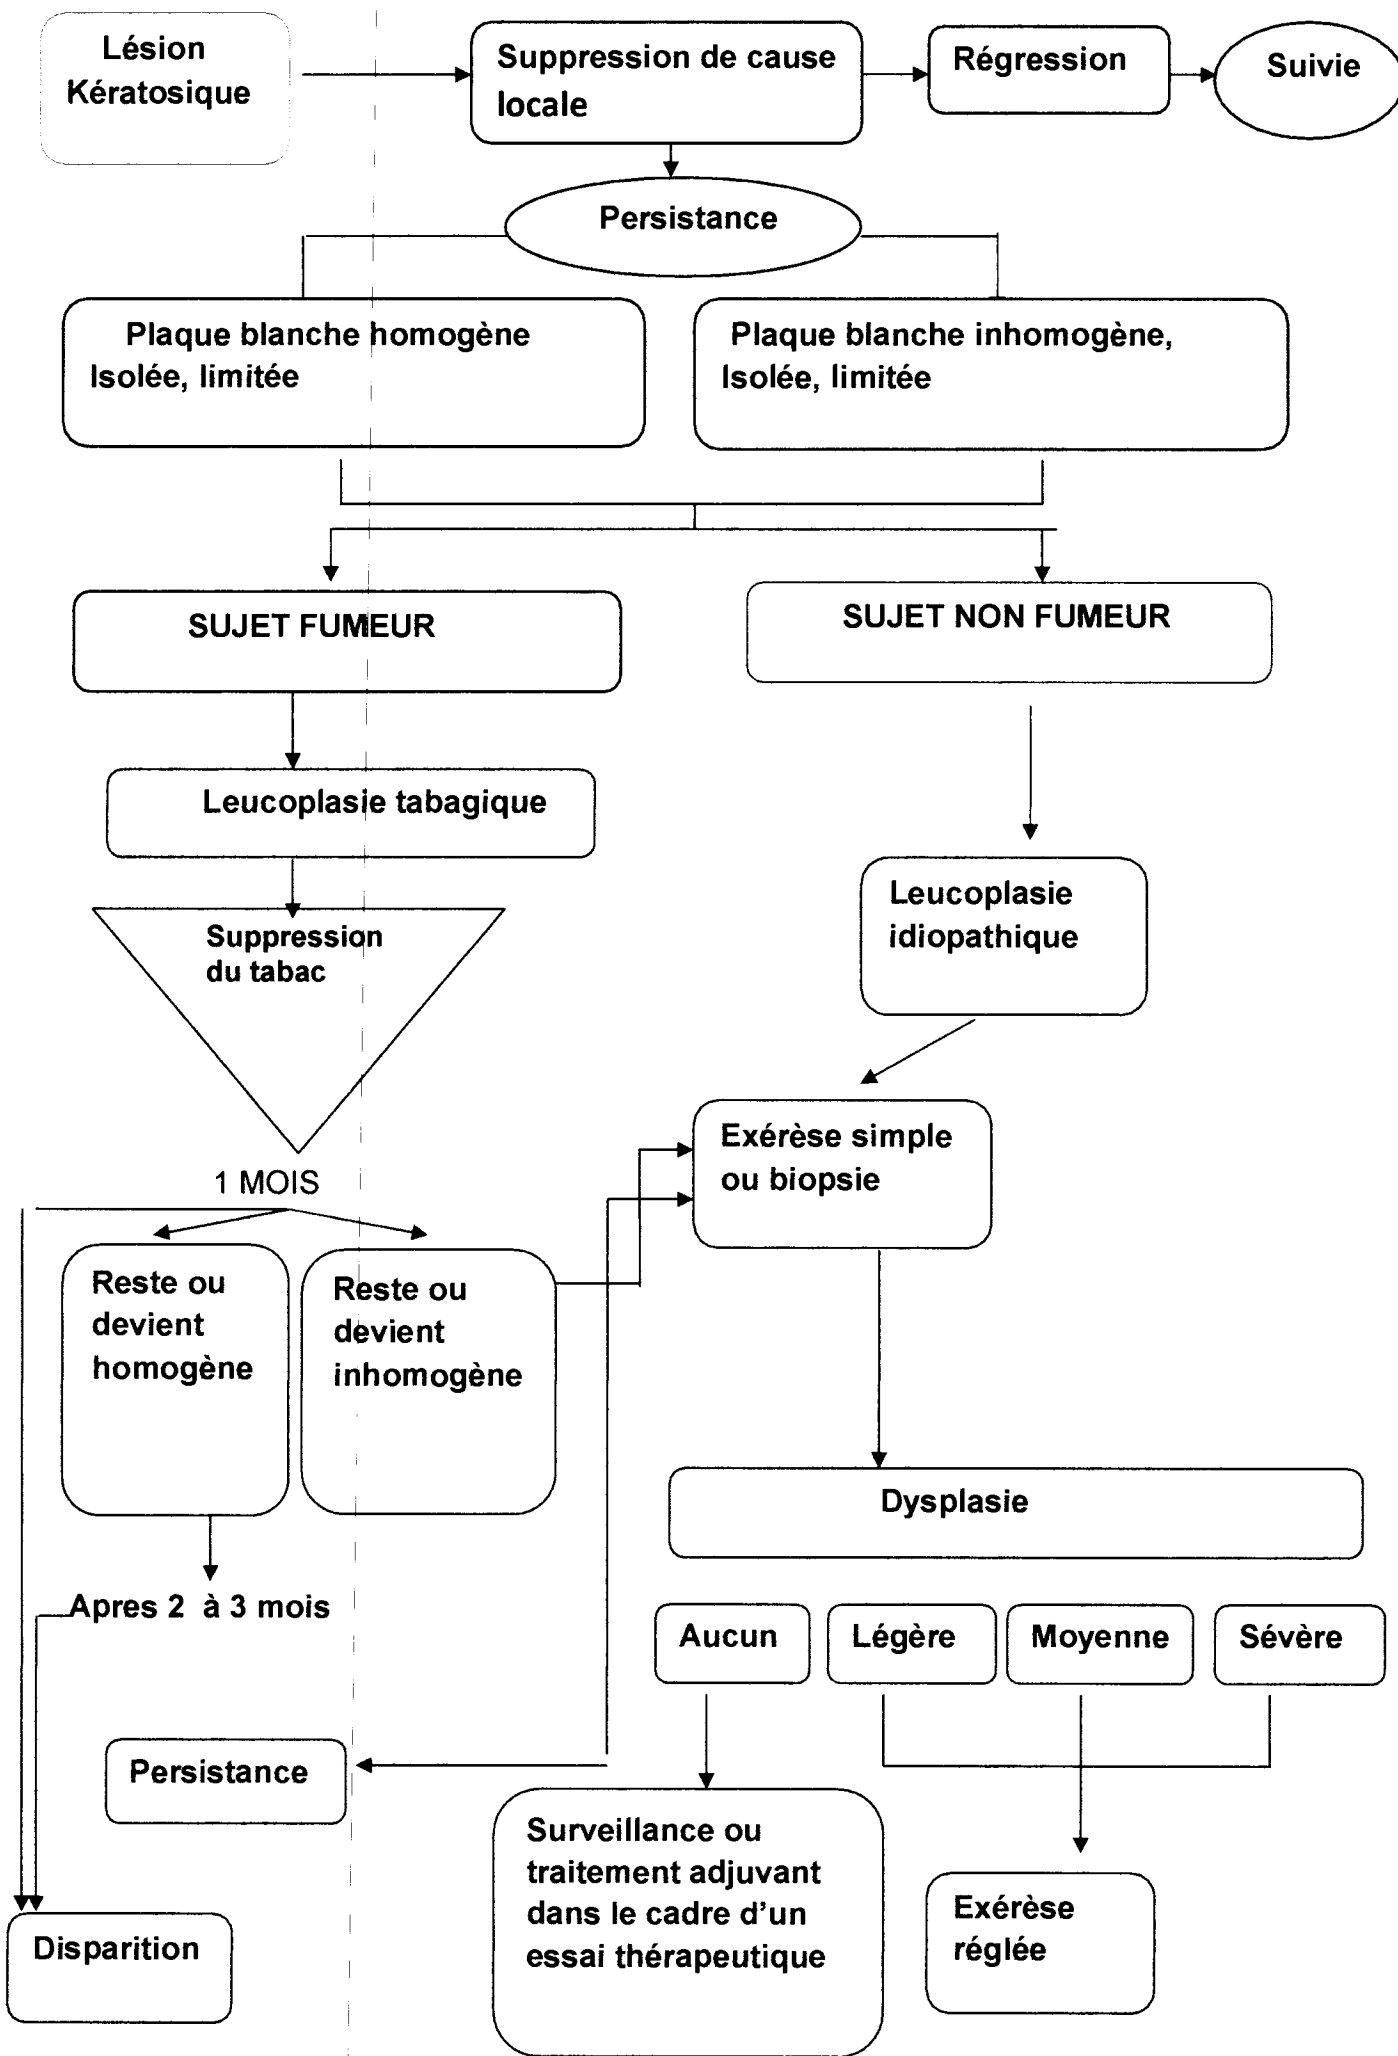 Lésion
Kératosique
Suppression de cause
locale
Régression
Suivie
Persistance
Plaque blanche homogène
Isolée, limitée
Plaque blanche inhomogène,
Isolée, limitée
SUJET FUMEUR
SUJET NON FUMEUR
Leucoplasie tabagique
Leucoplasie
idiopathique
Suppression
du tabac
Exérèse simple
ou biopsie
1 MOIS
Reste ou
devient
homogène
Reste ou
devient
inhomogène
Dysplasie
Apres 2 à 3 mois
Aucun
Légère
Moyenne
Sévère
Persistance
Surveillance ou
traitement adjuvant
dans le cadre d'un
essai thérapeutique
Exérèse
réglée
Disparition